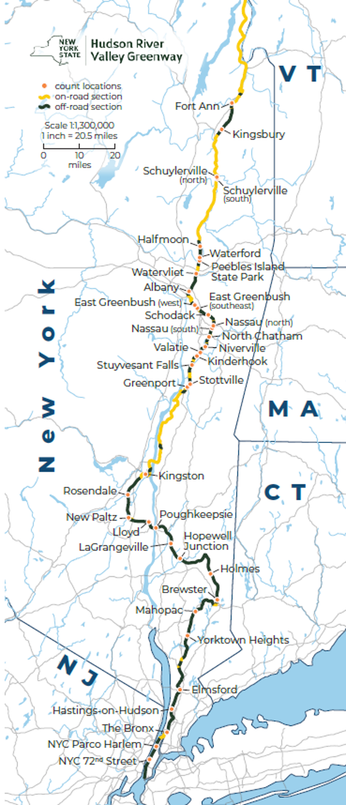 NEW
YORK
STATE
Hudson River
Valley Greenway
VT
count locations
on-road section
off-road section
Scale 1:1,300,000
1 inch = 20.5 miles
0 10 20
miles
Fort Ann
Kingsbury
Schuylerville
(north)
Schuylerville
(south)
Halfmoon
Waterford
Peebles Island
State Park
Watervliet
Albany
East Greenbush (west)
East Greenbush
(southeast)
Schodack
Nassau (north)
Nassau (south)
North Chatham
Valatie
Niverville
Kinderhook
Stuyvesant Falls
Stottville
Greenport
New York
MA
CT
Kingston
Rosendale
New Paltz
Poughkeepsie
Lloyd
Hopewell
Junction
LaGrangeville
Holmes
Brewster
Mahopac
Yorktown Heights
NJ
Elmsford
Hastings-on-Hudson
The Bronx
NYC Parco Harlem
NYC 72nd Street